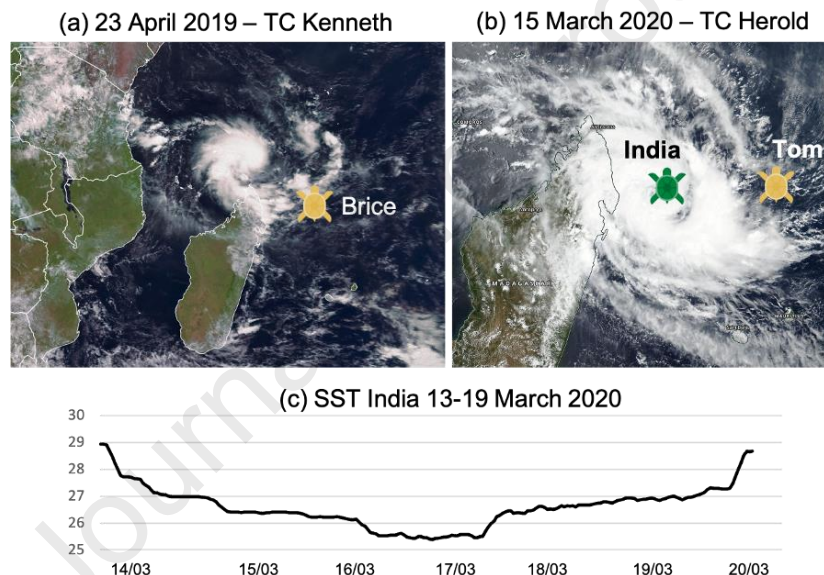 (a) 23 April 2019 – TC Kenneth
(b) 15 March 2020 – TC Herold
Brice
India
Tom
MADAGASKAR
(c) SST India 13-19 March 2020
30
29
28
27
26
25
14/03
15/03
16/03
17/03
18/03
19/03
20/03
Journa